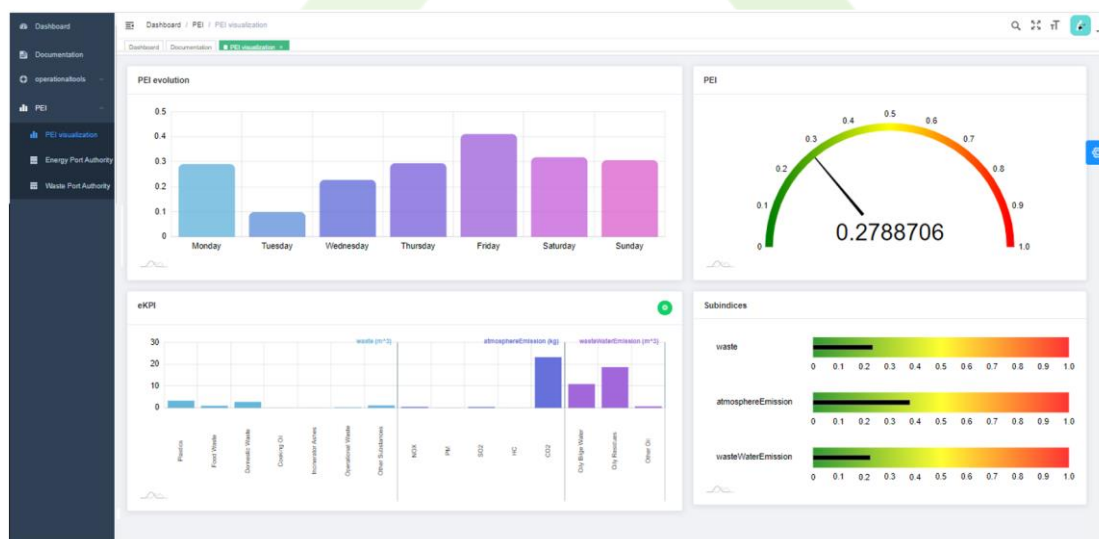 Dashboard
Documentation
operationaltools
PEI
PEI visualization
Energy Port Authority
Waste Port Authority
Dashboard / PEI / PEI visualization
Dashboard Documentation PEI visualization ×
PEI evolution
0.5
0.4
0.3
0.2
0.1
0
Monday Tuesday Wednesday Thursday Friday Saturday Sunday
PEI
0 0.1 0.2 0.3 0.4 0.5 0.6 0.7 0.8 0.9 1.0
0.2788706
eKPI
waste (m^3) atmosphereEmission (kg) wasteWaterEmission (m^3)
30
20
10
0
Plastics
Food Waste
Domestic Waste
Cooking Oil
Incinerator Ashes
Operational Waste
Other Substances
NOX
PM
SO2
HC
CO2
Oily Bilge Water
Oily Residues
Other Oil
Subindices
waste
0 0.1 0.2 0.3 0.4 0.5 0.6 0.7 0.8 0.9 1.0
atmosphereEmission
0 0.1 0.2 0.3 0.4 0.5 0.6 0.7 0.8 0.9 1.0
wasteWaterEmission
0 0.1 0.2 0.3 0.4 0.5 0.6 0.7 0.8 0.9 1.0